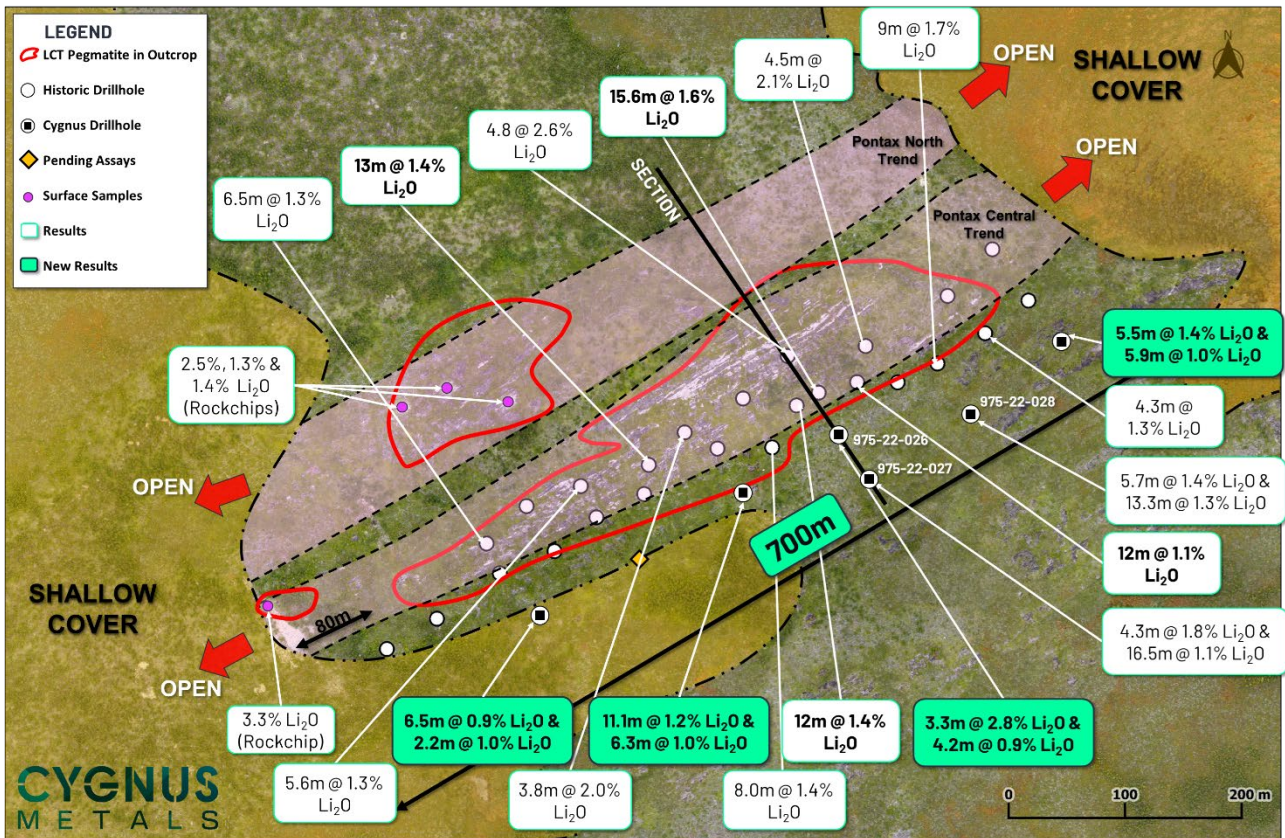 LEGEND
LCT Pegmatite in Outcrop
Historic Drillhole
Cygnus Drillhole
Pending Assays
Surface Samples
Results
New Results
6.5m @ 1.3%
Li₂O
13m @ 1.4%
Li₂O
4.8 @ 2.6%
Li₂O
15.6m @ 1.6%
Li₂O
4.5m @
2.1% Li₂O
9m @ 1.7%
Li₂O
OPEN
SHALLOW
COVER
N
OPEN
Pontax North
Trend
Pontax Central
Trend
SECTION
2.5%, 1.3% &
1.4% Li₂O
(Rockchips)
5.5m @ 1.4% Li₂O &
5.9m @ 1.0% Li₂O
975-22-028
4.3m @
1.3% Li₂O
975-22-026
975-22-027
5.7m @ 1.4% Li₂O &
13.3m @ 1.3% Li₂O
OPEN
700m
12m @ 1.1%
Li₂O
SHALLOW
COVER
80m
4.3m @ 1.8% Li₂O &
16.5m @ 1.1% Li₂O
OPEN
3.3% Li₂O
(Rockchip)
6.5m @ 0.9% Li₂O &
2.2m @ 1.0% Li₂O
11.1m @ 1.2% Li₂O &
6.3m @ 1.0% Li₂O
12m @ 1.4%
Li₂O
3.3m @ 2.8% Li₂O &
4.2m @ 0.9% Li₂O
5.6m @ 1.3%
Li₂O
3.8m @ 2.0%
Li₂O
8.0m @ 1.4%
Li₂O
CYGNUS
METALS
0 100 200 m